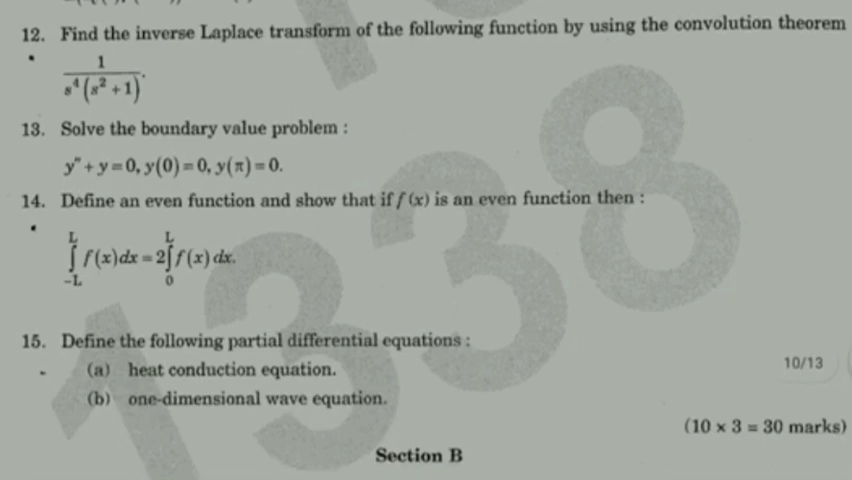 12. Find the inverse Laplace transform of the following function by using the convolution theorem
1
s⁴(s² + 1)
.
13. Solve the boundary value problem :
y" + y = 0, y(0) = 0, y(π) = 0.
14. Define an even function and show that if f (x) is an even function then :
L L
∫ f(x)dx = 2∫ f(x) dx.
-L 0
15. Define the following partial differential equations :
(a) heat conduction equation.
10/13
(b) one-dimensional wave equation.
(10 × 3 = 30 marks)
Section B
1338